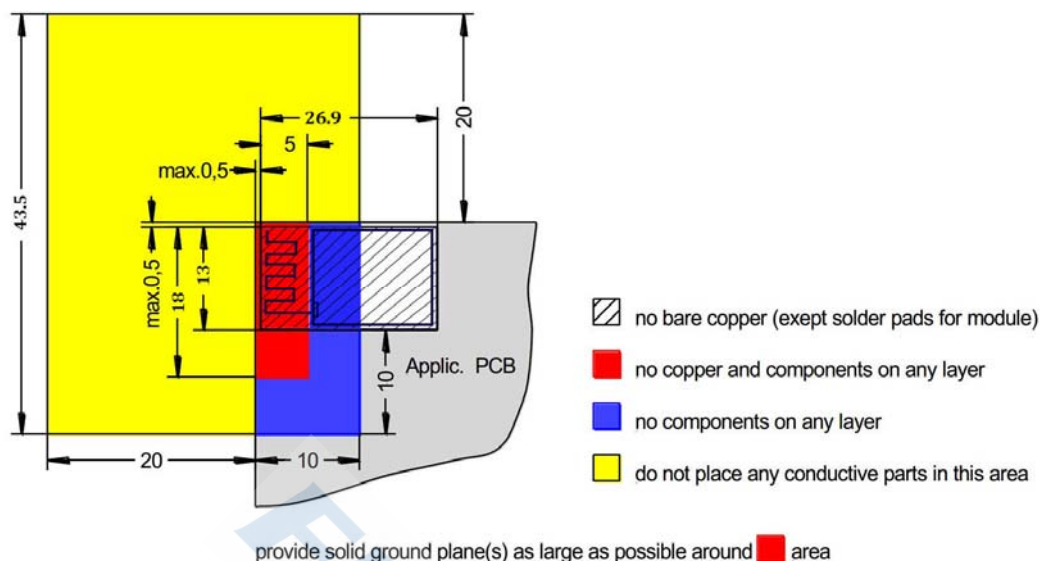 43.5
20
26.9
5
max.0,5
max.0,5
18
13
10
Applic. PCB
20
10
no bare copper (exept solder pads for module)
no copper and components on any layer
no components on any layer
do not place any conductive parts in this area
provide solid ground plane(s) as large as possible around area